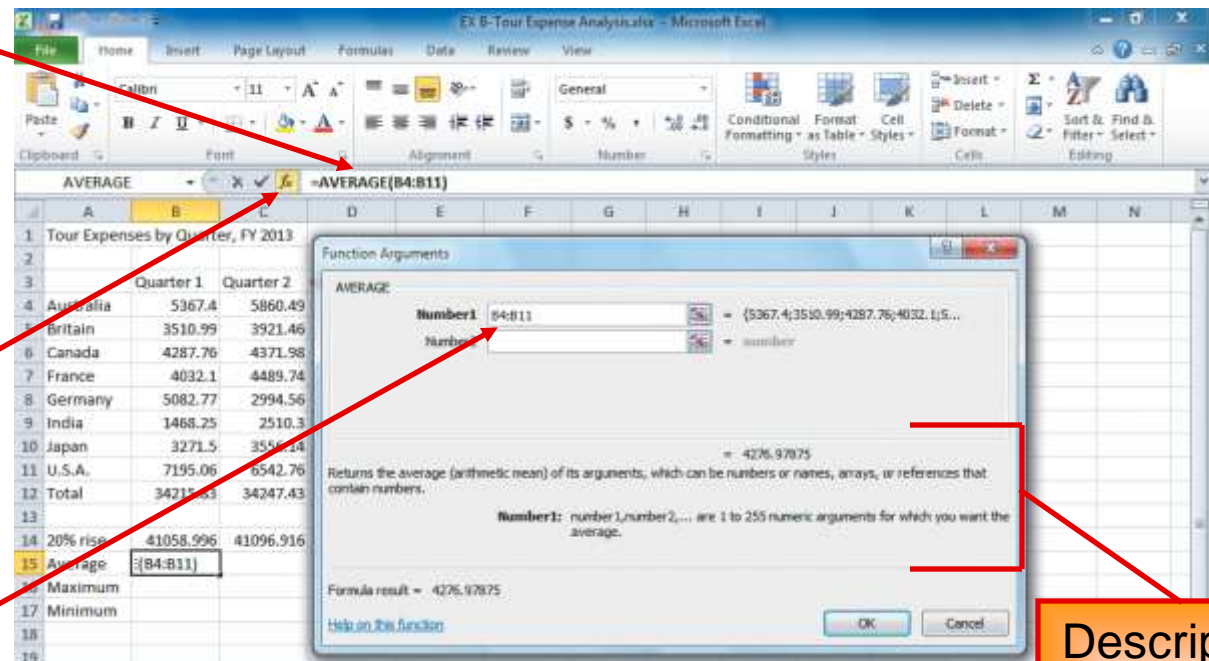 EX B-Tour Expense Analysis.xlsx - Microsoft Excel
File Home Insert Page Layout Formulas Data Review View
Calibri 11 A A General Insert Σ
Paste Delete
B I U A $ % , Conditional Format Cell Format Sort & Find &
Formatting as Table Styles Filter Select
Clipboard Font Alignment Number Styles Cells Editing
AVERAGE fx =AVERAGE(B4:B11)
A B C D E F G H I J K L M N
1 Tour Expenses by Quarter, FY 2013
2
3 Quarter 1 Quarter 2
4 Australia 5367.4 5860.49
5 Britain 3510.99 3921.46
6 Canada 4287.76 4371.98
7 France 4032.1 4489.74
8 Germany 5082.77 2994.56
9 India 1468.25 2510.3
10 Japan 3271.5 3556.14
11 U.S.A. 7195.06 6542.76
12 Total 34215.83 34247.43
13
14 20% rise 41058.996 41096.916
15 Average (B4:B11)
16 Maximum
17 Minimum
18
19
Function Arguments
AVERAGE
Number1 B4:B11 = {5367.4;3510.99;4287.76;4032.1;5...
Number2 = number
= 4276.97875
Returns the average (arithmetic mean) of its arguments, which can be numbers or names, arrays, or references that
contain numbers.
Number1: number1,number2,... are 1 to 255 numeric arguments for which you want the
average.
Formula result = 4276.97875
Help on this function OK Cancel
Descrip